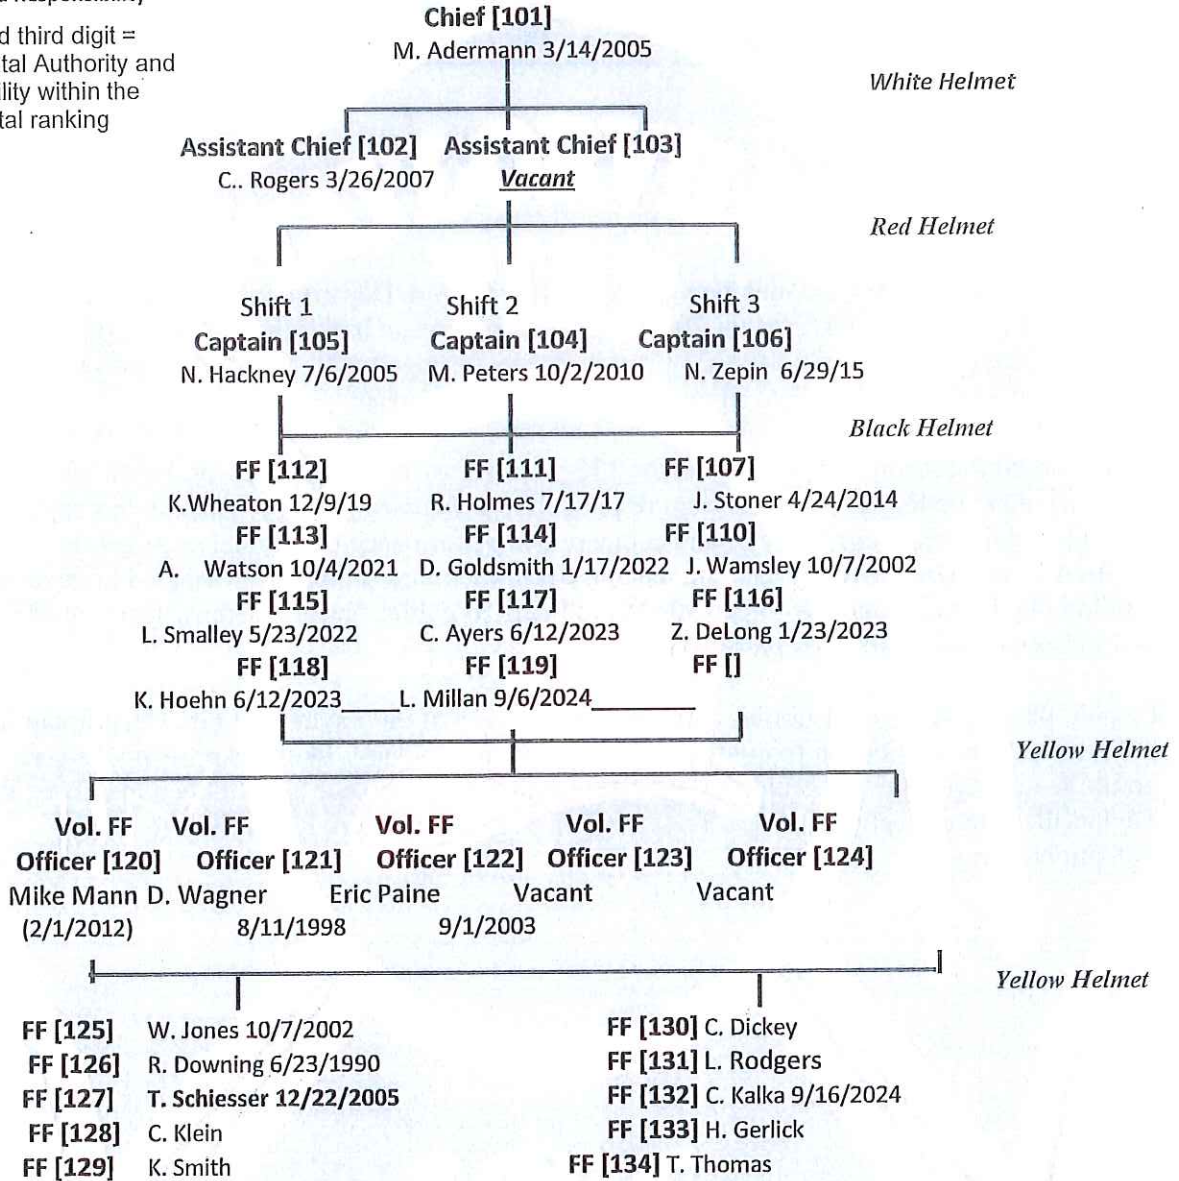 Chief [101]
d third digit =
M. Adermann 3/14/2005
tal Authority and
ility within the
White Helmet
tal ranking
Assistant Chief [102] Assistant Chief [103]
C.. Rogers 3/26/2007 Vacant
Red Helmet
Shift 1 Shift 2 Shift 3
Captain [105] Captain [104] Captain [106]
N. Hackney 7/6/2005 M. Peters 10/2/2010 N. Zepin 6/29/15
Black Helmet
FF [112] FF [111] FF [107]
K.Wheaton 12/9/19 R. Holmes 7/17/17 J. Stoner 4/24/2014
FF [113] FF [114] FF [110]
A. Watson 10/4/2021 D. Goldsmith 1/17/2022 J. Wamsley 10/7/2002
FF [115] FF [117] FF [116]
L. Smalley 5/23/2022 C. Ayers 6/12/2023 Z. DeLong 1/23/2023
FF [118] FF [119] FF []
K. Hoehn 6/12/2023____L. Millan 9/6/2024_______
Yellow Helmet
Vol. FF Vol. FF Vol. FF Vol. FF Vol. FF
Officer [120] Officer [121] Officer [122] Officer [123] Officer [124]
Mike Mann D. Wagner Eric Paine Vacant Vacant
(2/1/2012) 8/11/1998 9/1/2003
Yellow Helmet
FF [125] W. Jones 10/7/2002 FF [130] C. Dickey
FF [126] R. Downing 6/23/1990 FF [131] L. Rodgers
FF [127] T. Schiesser 12/22/2005 FF [132] C. Kalka 9/16/2024
FF [128] C. Klein FF [133] H. Gerlick
FF [129] K. Smith FF [134] T. Thomas